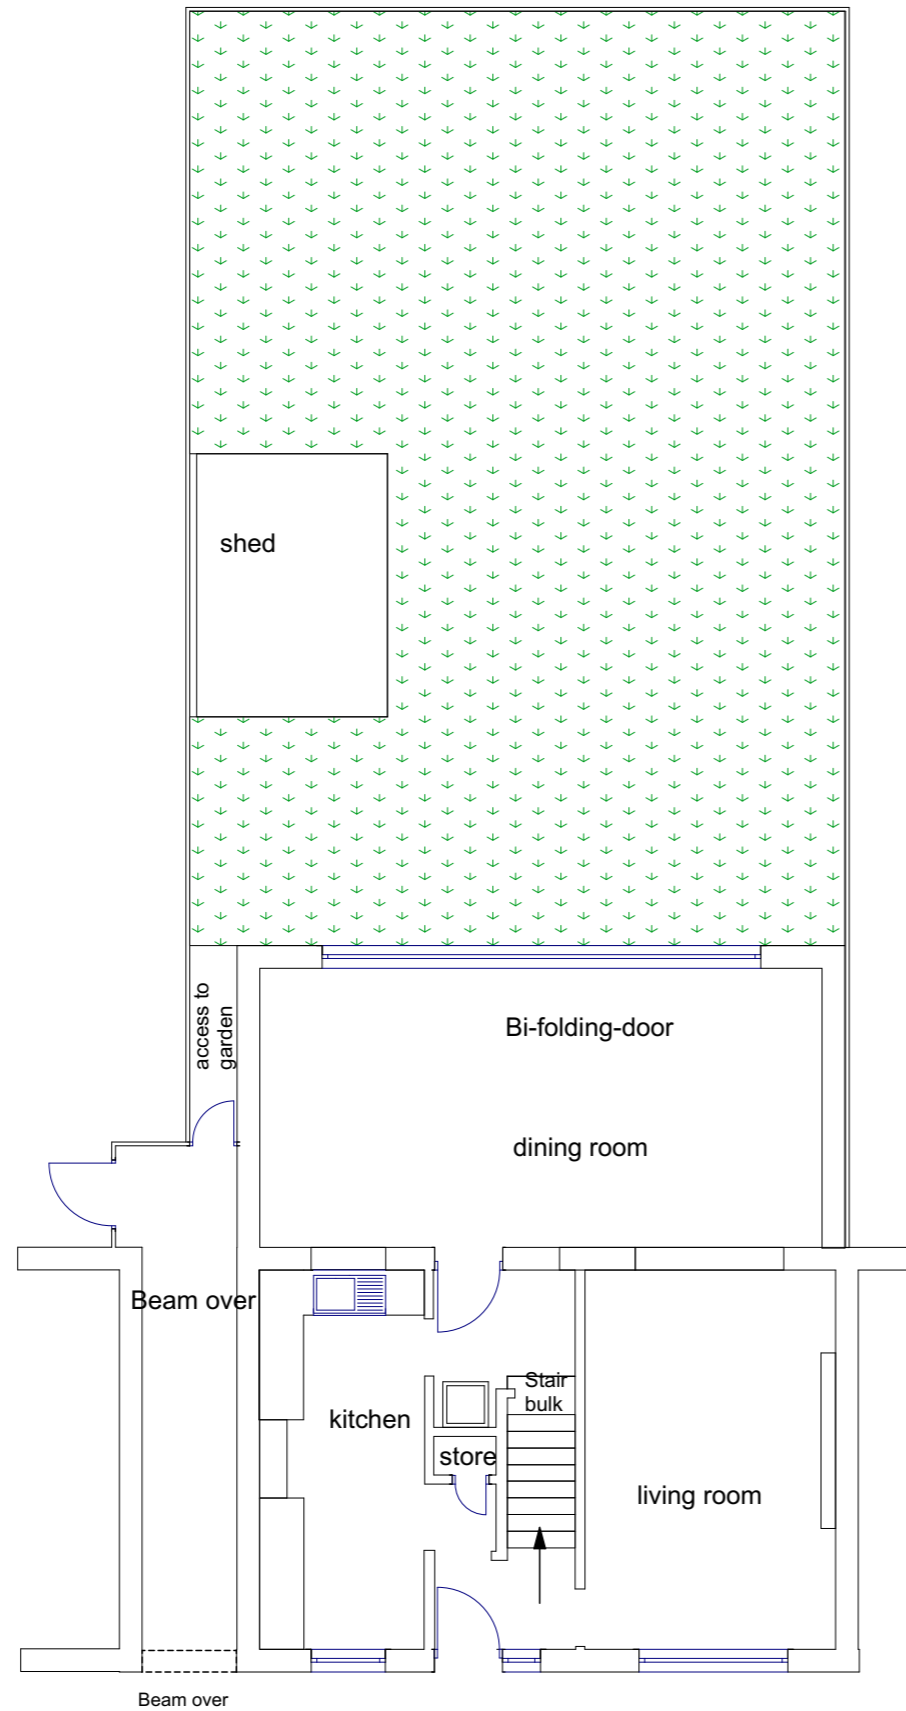 shed
access to
garden
Bi-folding-door
dining room
Beam over
Stair
bulk
kitchen
store
living room
Beam over